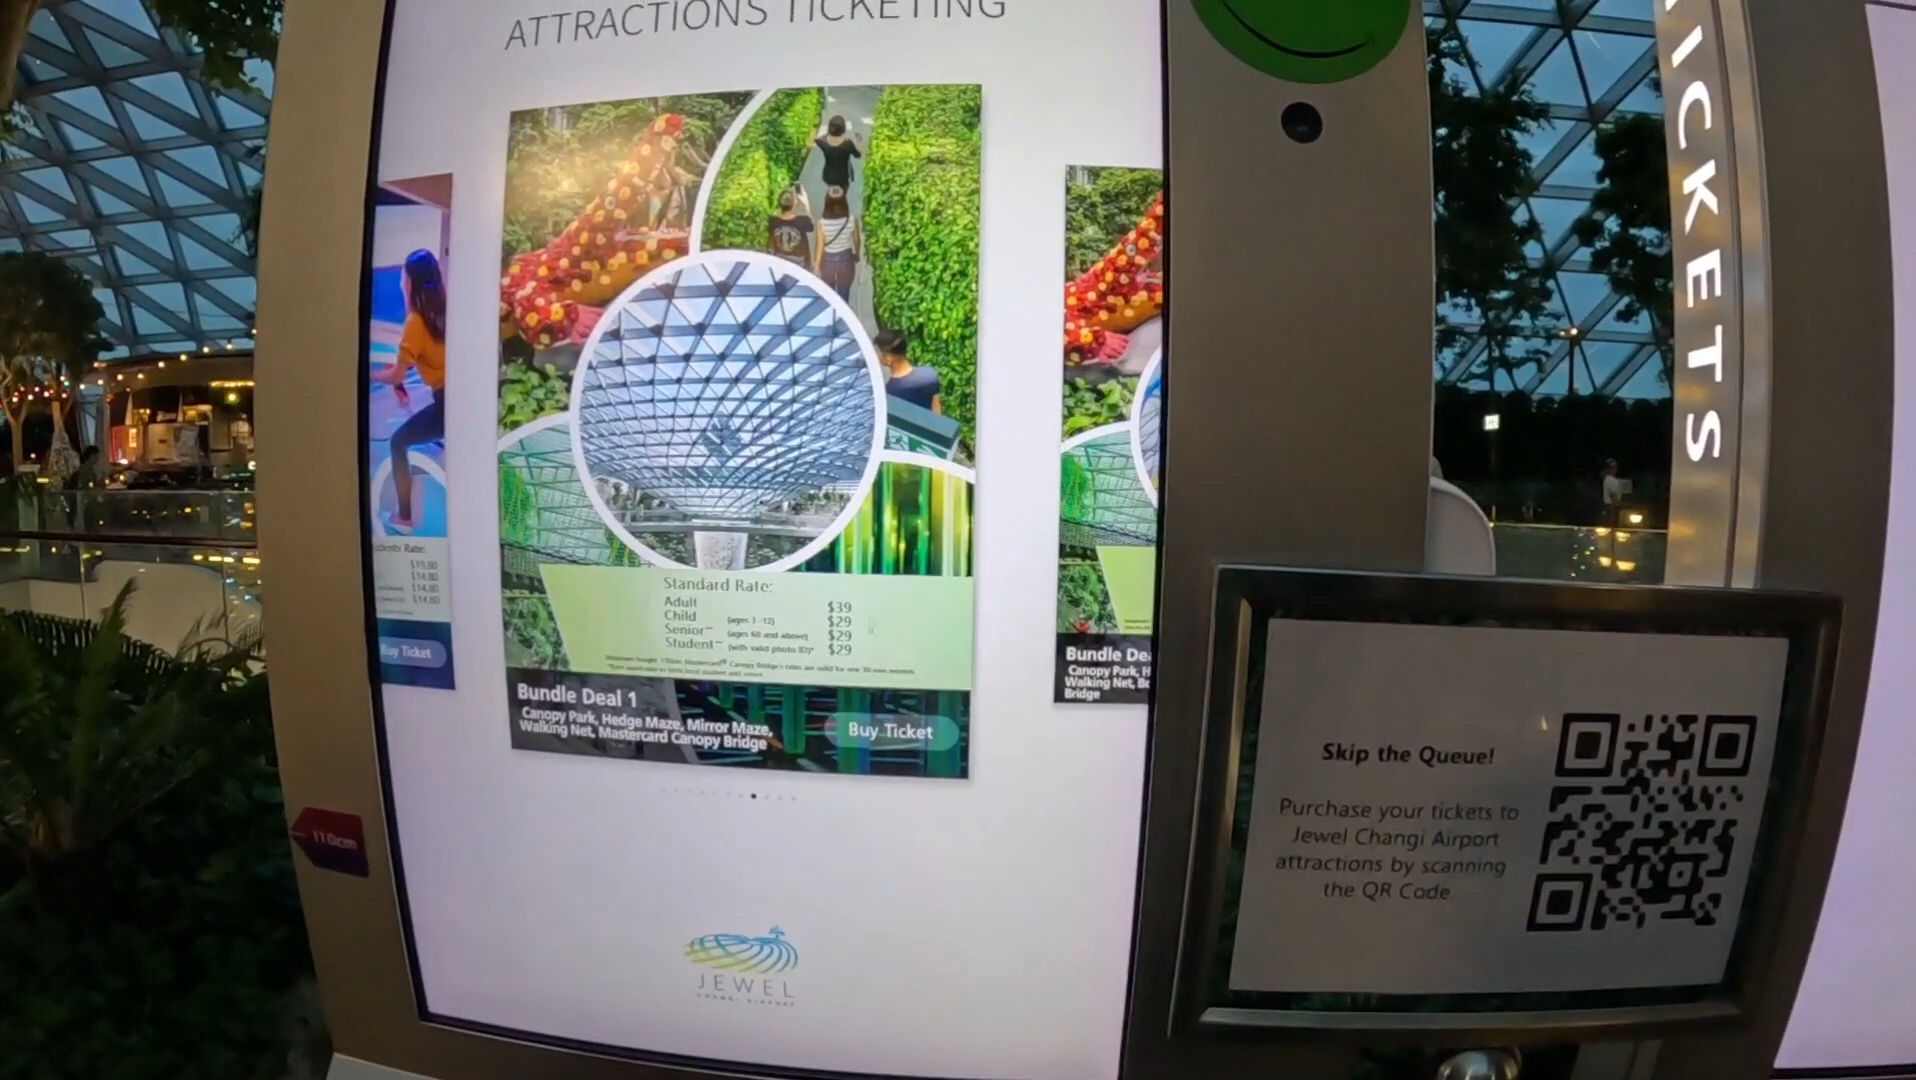 ATTRACTIONS TICKETING
TICKETS
Rate:
$19.80
$14.80
$14.80
$14.80
Buy Ticket
Standard Rate:
Adult $39
Child (ages 3 -12) $29
Senior (ages 60 and above) $29
Student (with valid photo ID)* $29
Bundle Deal 1
Canopy Park, Hedge Maze, Mirror Maze,
Walking Net, Mastercard Canopy Bridge
Buy Ticket
Bundle
Canopy Park,
Walking Net,
Bridge
110cm
JEWEL
CHANGI AIRPORT
Skip the Queue!
Purchase your tickets to
Jewel Changi Airport
attractions by scanning
the QR Code.